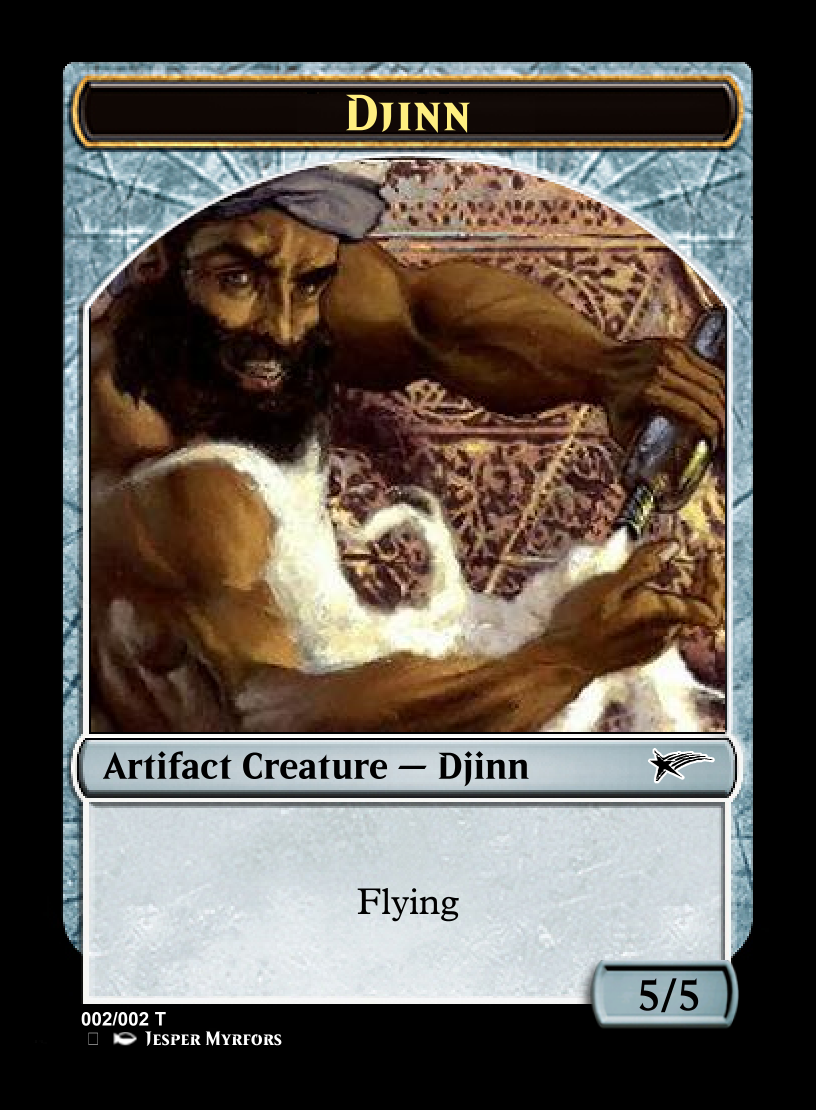 Djinn
Artifact Creature — Djinn
Flying
5/5
002/002 T
Jesper Myrfors